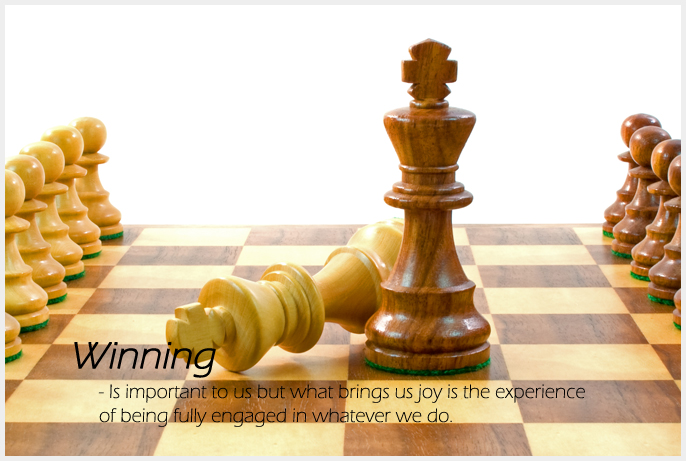 Winning
- Is important to us but what brings us joy is the experience
of being fully engaged in whatever we do.